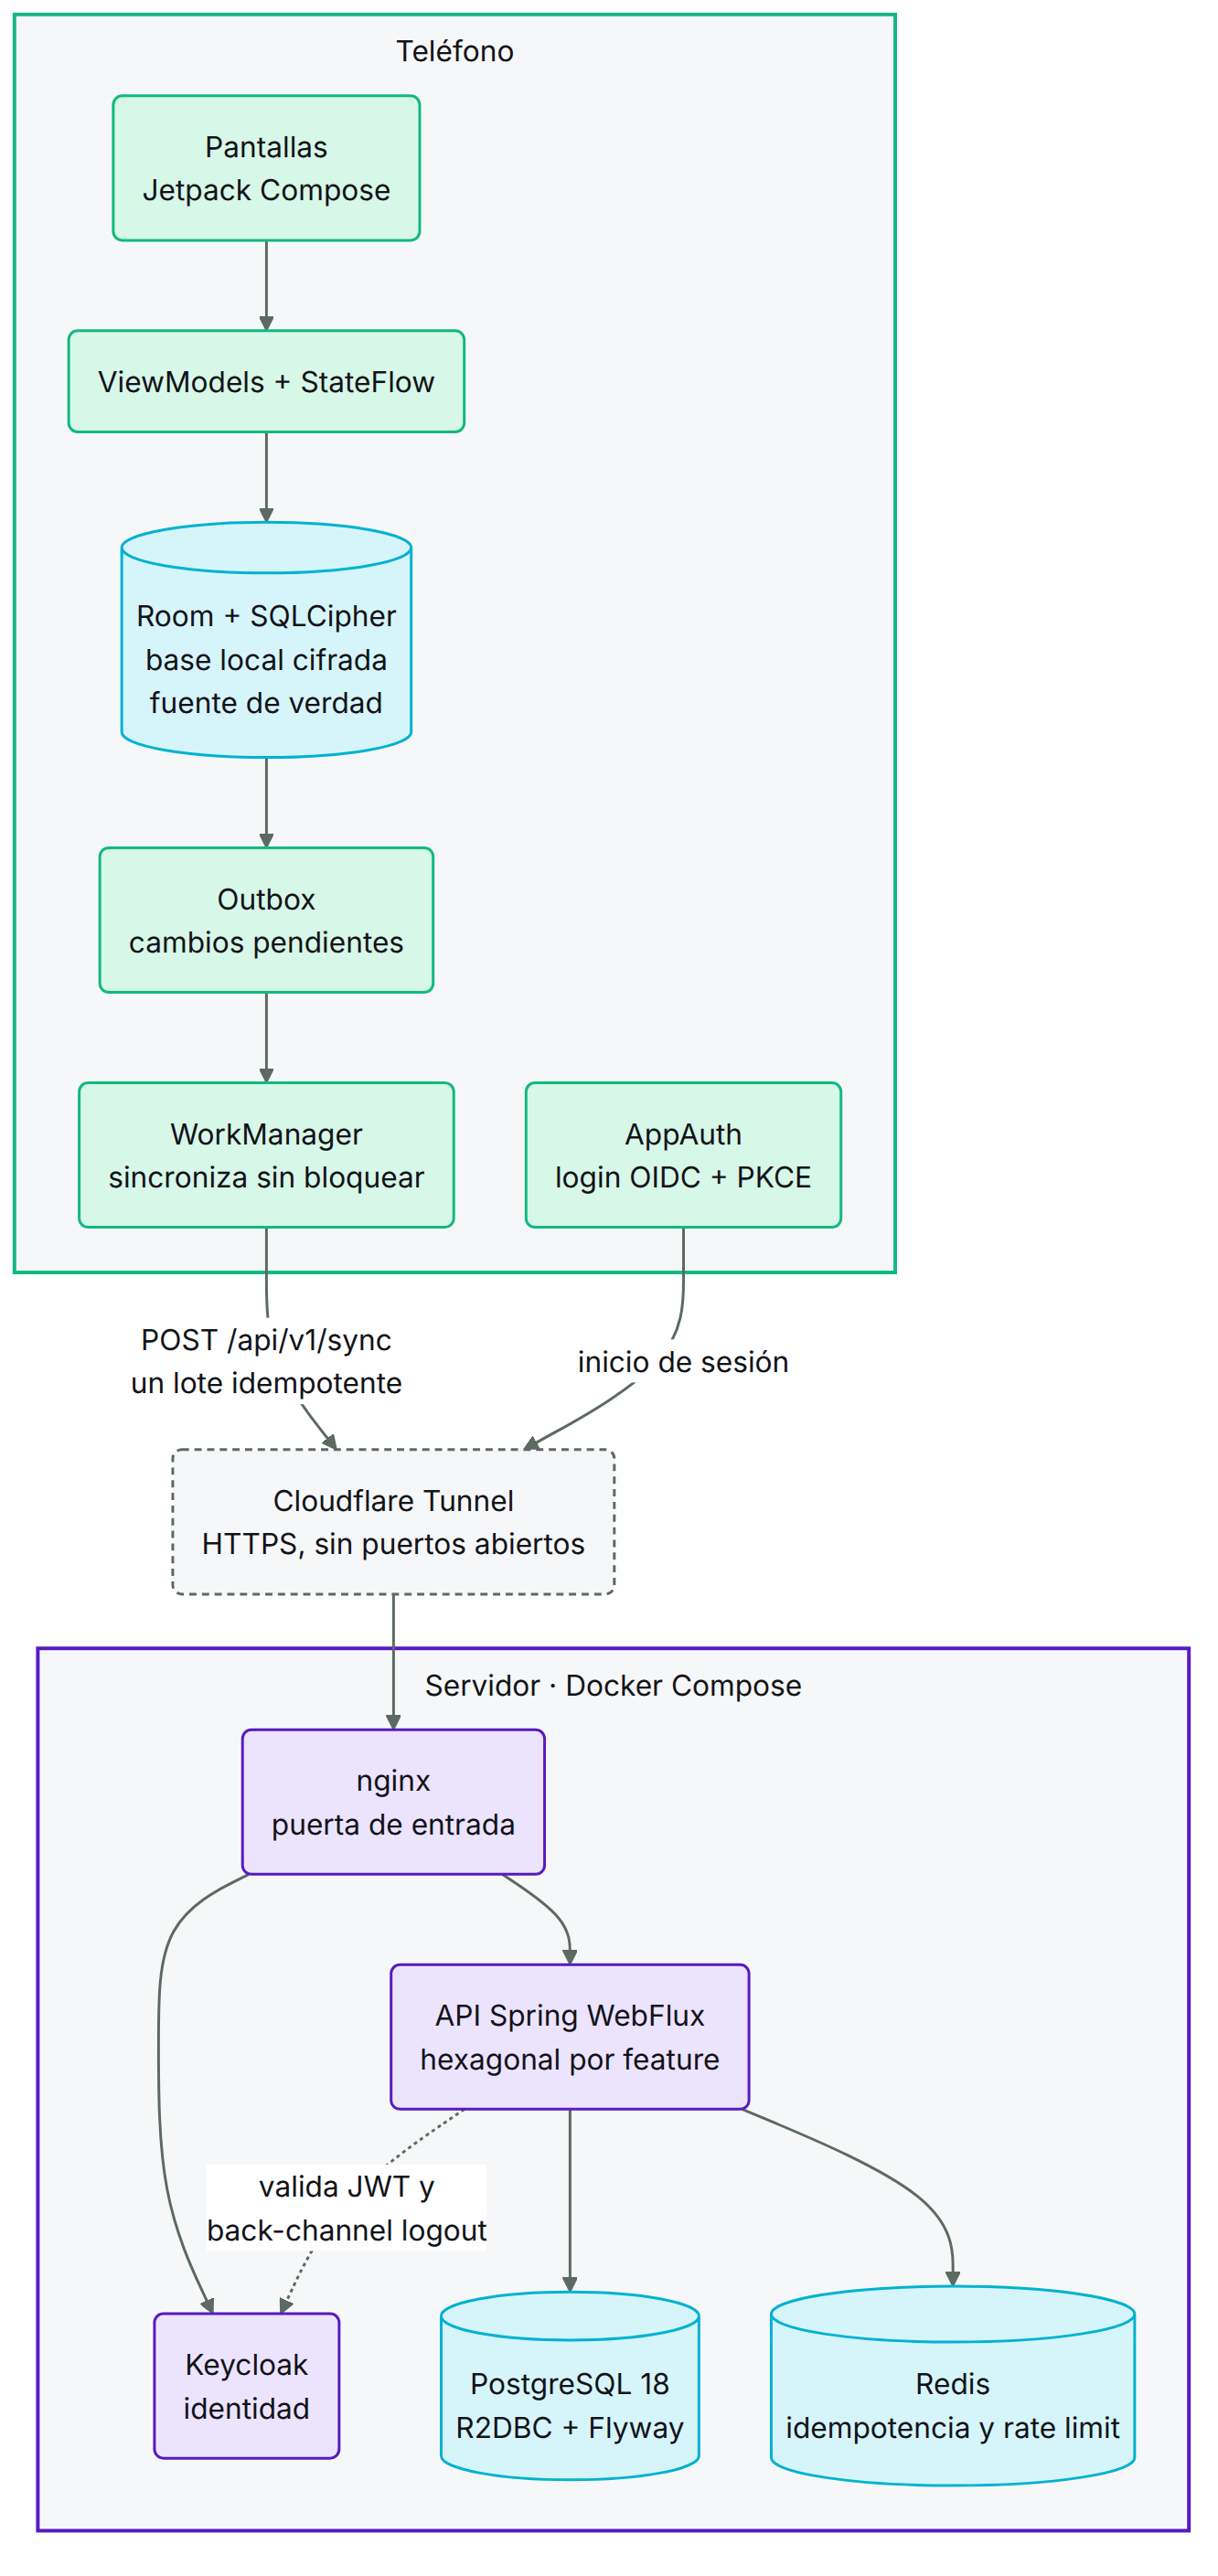 Teléfono
Pantallas
Jetpack Compose
ViewModels + StateFlow
Room + SQLCipher
base local cifrada
fuente de verdad
Outbox
cambios pendientes
WorkManager
sincroniza sin bloquear
AppAuth
login OIDC + PKCE
POST /api/v1/sync
un lote idempotente
inicio de sesión
Cloudflare Tunnel
HTTPS, sin puertos abiertos
Servidor · Docker Compose
nginx
puerta de entrada
API Spring WebFlux
hexagonal por feature
valida JWT y
back-channel logout
Keycloak
identidad
PostgreSQL 18
R2DBC + Flyway
Redis
idempotencia y rate limit